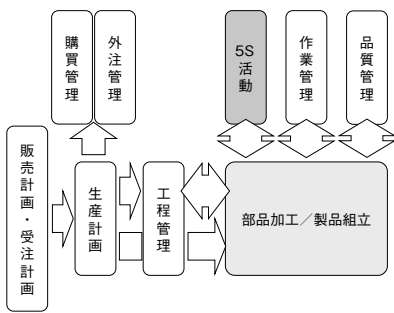 購買管理
外注管理
5S活動
作業管理
品質管理
販売計画・受注計画
生産計画
工程管理
部品加工／製品組立